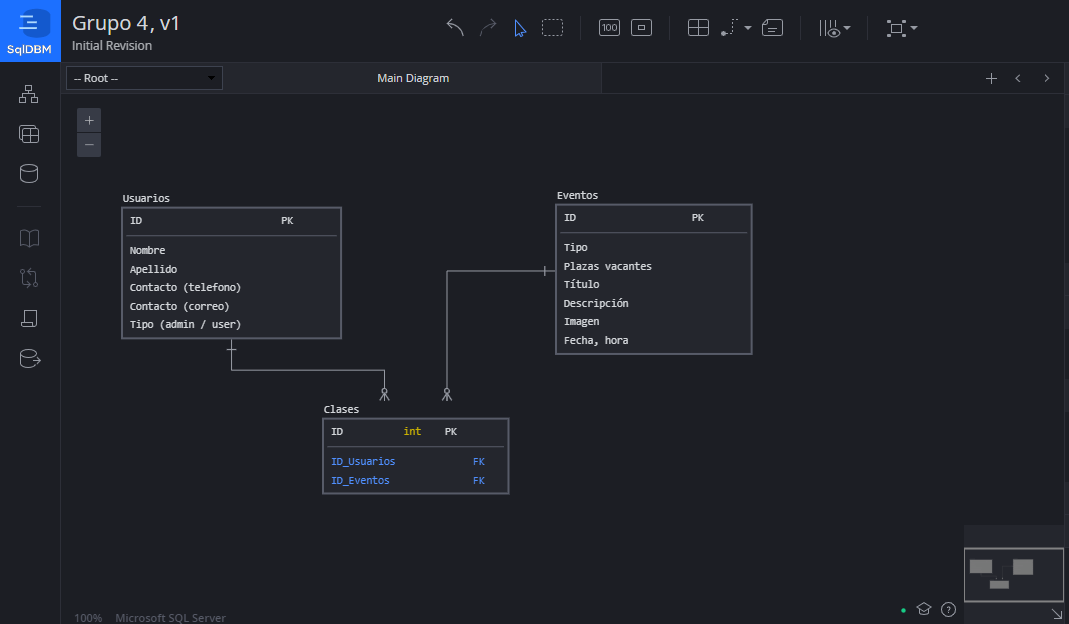 SqlDBM
Grupo 4, v1
Initial Revision
100
-- Root --
Main Diagram
Usuarios
ID PK
Nombre
Apellido
Contacto (telefono)
Contacto (correo)
Tipo (admin / user)
Eventos
ID PK
Tipo
Plazas vacantes
Título
Descripción
Imagen
Fecha, hora
Clases
ID int PK
ID_Usuarios FK
ID_Eventos FK
100% Microsoft SQL Server